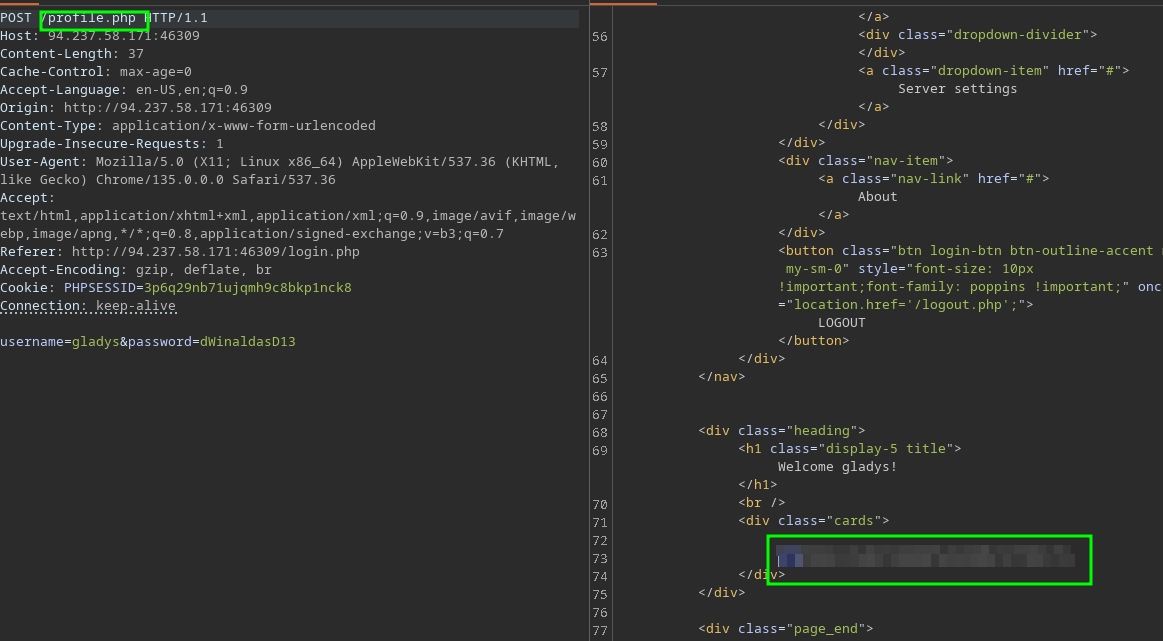 POST /profile.php HTTP/1.1
Host: 94.237.58.171:46309
Content-Length: 37
Cache-Control: max-age=0
Accept-Language: en-US,en;q=0.9
Origin: http://94.237.58.171:46309
Content-Type: application/x-www-form-urlencoded
Upgrade-Insecure-Requests: 1
User-Agent: Mozilla/5.0 (X11; Linux x86_64) AppleWebKit/537.36 (KHTML,
like Gecko) Chrome/135.0.0.0 Safari/537.36
Accept:
text/html,application/xhtml+xml,application/xml;q=0.9,image/avif,image/w
ebp,image/apng,*/*;q=0.8,application/signed-exchange;v=b3;q=0.7
Referer: http://94.237.58.171:46309/login.php
Accept-Encoding: gzip, deflate, br
Cookie: PHPSESSID=3p6q29nb71ujqmh9c8bkp1nck8
Connection: keep-alive
username=gladys&password=dWinaldasD13
</a>
56 <div class="dropdown-divider">
</div>
57 <a class="dropdown-item" href="#">
Server settings
</a>
58 </div>
59 </div>
60 <div class="nav-item">
61 <a class="nav-link" href="#">
About
</a>
62 </div>
63 <button class="btn login-btn btn-outline-accent
my-sm-0" style="font-size: 10px
!important;font-family: poppins !important;" onc
="location.href='/logout.php';">
LOGOUT
</button>
64 </div>
65 </nav>
66
67
68 <div class="heading">
69 <h1 class="display-5 title">
Welcome gladys!
</h1>
70 <br />
71 <div class="cards">
72
73
74 </div>
75 </div>
76
77 <div class="page_end">